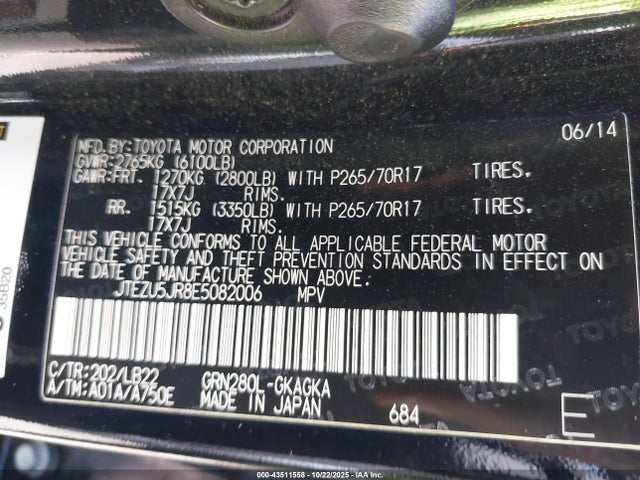 06/14
MFD.BY:TOYOTA MOTOR CORPORATION
GVWR:2765KG (6100LB)
GAWR:FRT. 1270KG (2800LB) WITH P265/70R17 TIRES.
17X7J RIMS.
RR. 1515KG (3350LB) WITH P265/70R17 TIRES.
17X7J RIMS.
THIS VEHICLE CONFORMS TO ALL APPLICABLE FEDERAL MOTOR
VEHICLE SAFETY AND THEFT PREVENTION STANDARDS IN EFFECT ON
THE DATE OF MANUFACTURE SHOWN ABOVE.
JTEZU5JR8E5082006 MPV
C/TR:202/LB22 GRN280L-GKAGKA
A/TM:A01A/A750E MADE IN JAPAN 684 E
35B20
© 43511558 - 10/22/2025 - IAA Inc.